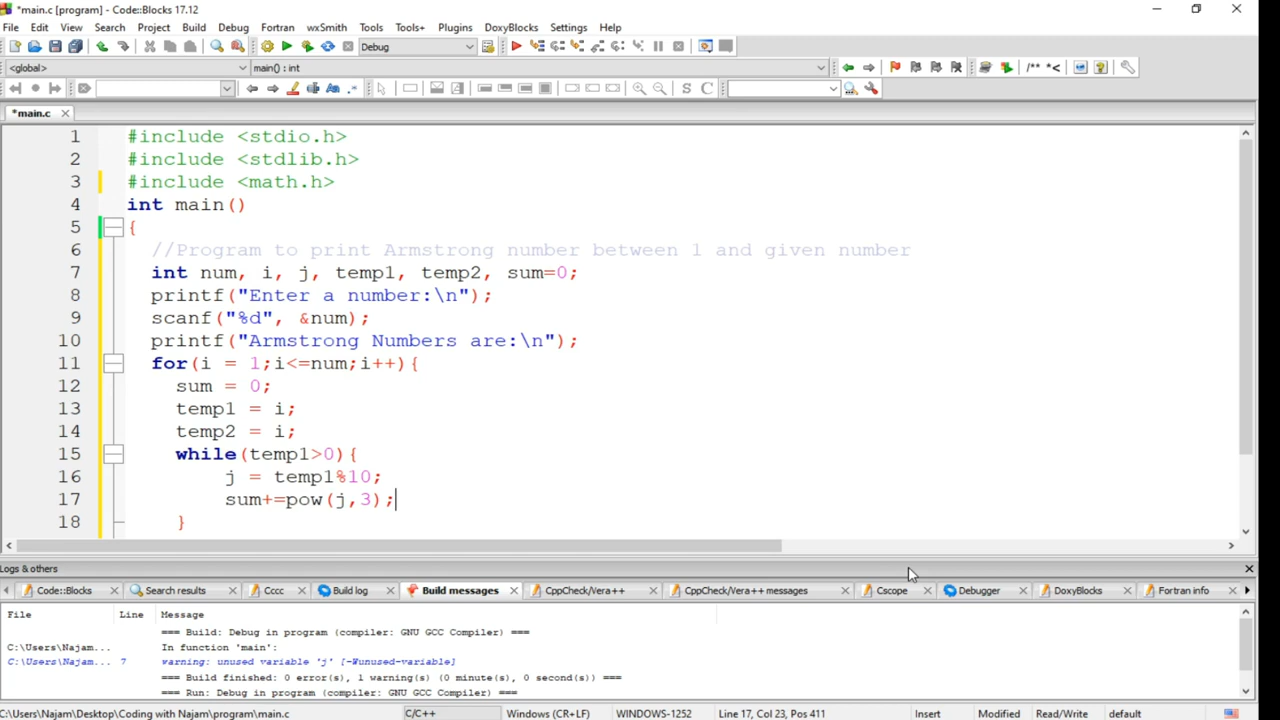 *main.c [program] - Code::Blocks 17.12
File Edit View Search Project Build Debug Fortran wxSmith Tools Tools+ Plugins DoxyBlocks Settings Help
Debug
<global> main() : int /** *<
S C
*main.c
1 #include <stdio.h>
2 #include <stdlib.h>
3 #include <math.h>
4 int main()
5 {
6 //Program to print Armstrong number between 1 and given number
7 int num, i, j, temp1, temp2, sum=0;
8 printf("Enter a number:\n");
9 scanf("%d", &num);
10 printf("Armstrong Numbers are:\n");
11 for(i = 1;i<=num;i++){
12 sum = 0;
13 temp1 = i;
14 temp2 = i;
15 while(temp1>0){
16 j = temp1%10;
17 sum+=pow(j,3);
18 }
Logs & others
Code::Blocks Search results Cccc Build log Build messages CppCheck/Vera++ CppCheck/Vera++ messages Cscope Debugger DoxyBlocks Fortran info
File Line Message
=== Build: Debug in program (compiler: GNU GCC Compiler) ===
C:\Users\Najam... In function 'main':
C:\Users\Najam... 7 warning: unused variable 'j' [-Wunused-variable]
=== Build finished: 0 error(s), 1 warning(s) (0 minute(s), 0 second(s)) ===
=== Run: Debug in program (compiler: GNU GCC Compiler) ===
C:\Users\Najam\Desktop\Coding with Najam\program\main.c C/C++ Windows (CR+LF) WINDOWS-1252 Line 17, Col 23, Pos 411 Insert Modified Read/Write default